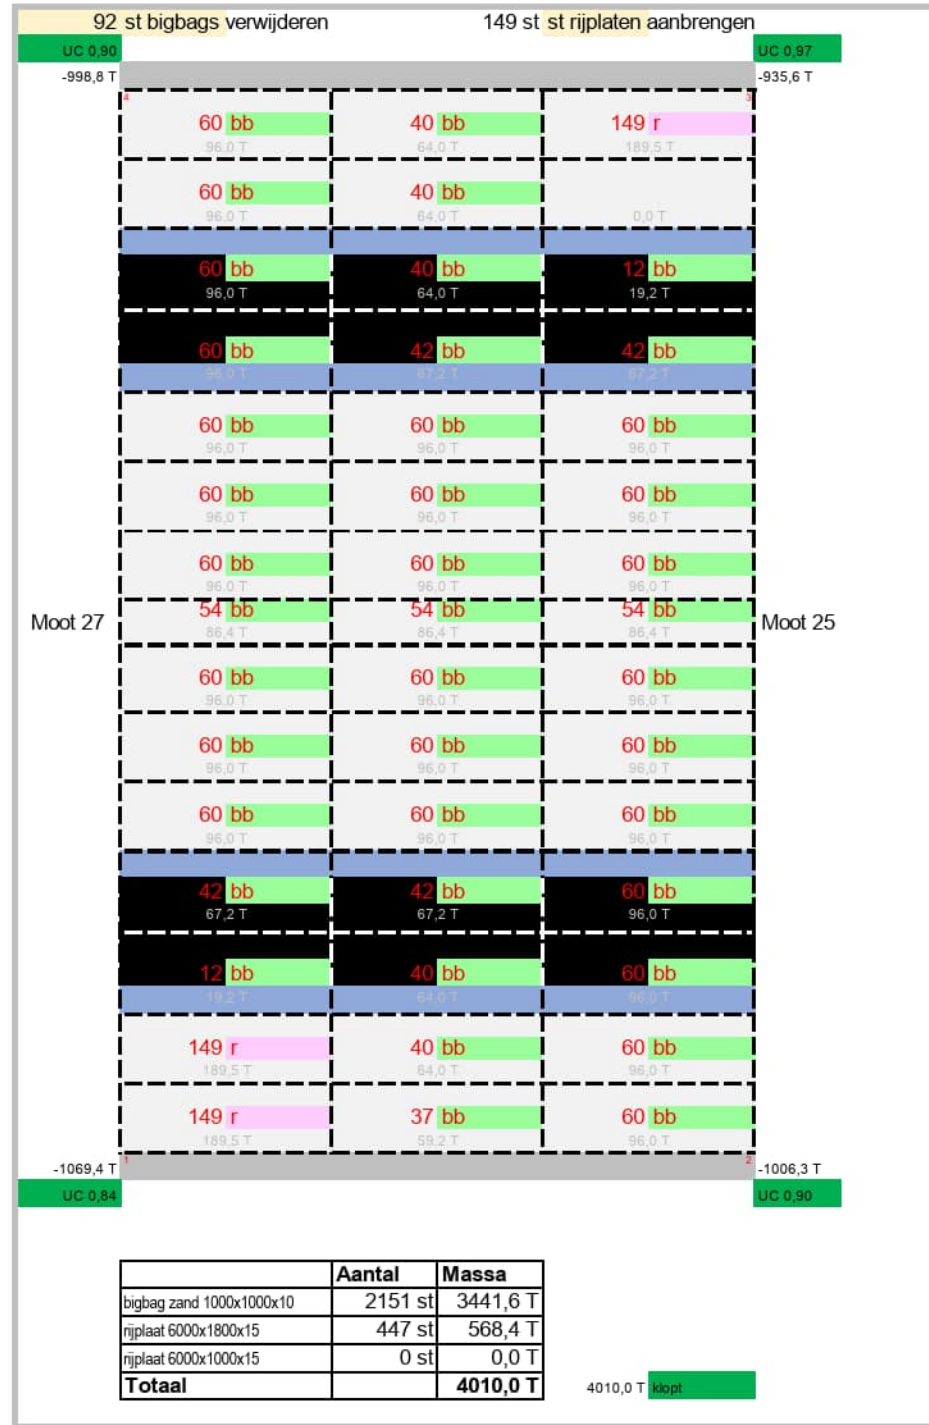 92 st bigbags verwijderen 149 st st rijplaten aanbrengen
UC 0,90 UC 0,97
-998,8 T -935,6 T
4 3
60 bb 40 bb 149 r
96,0 T 64,0 T 189,5 T
60 bb 40 bb
96,0 T 64,0 T 0,0 T
60 bb 40 bb 12 bb
96,0 T 64,0 T 19,2 T
60 bb 42 bb 42 bb
96,0 T 67,2 T 67,2 T
60 bb 60 bb 60 bb
96,0 T 96,0 T 96,0 T
60 bb 60 bb 60 bb
96,0 T 96,0 T 96,0 T
60 bb 60 bb 60 bb
96,0 T 96,0 T 96,0 T
54 bb 54 bb 54 bb
Moot 27 86,4 T 86,4 T 86,4 T Moot 25
60 bb 60 bb 60 bb
96,0 T 96,0 T 96,0 T
60 bb 60 bb 60 bb
96,0 T 96,0 T 96,0 T
60 bb 60 bb 60 bb
96,0 T 96,0 T 96,0 T
42 bb 42 bb 60 bb
67,2 T 67,2 T 96,0 T
12 bb 40 bb 60 bb
19,2 T 64,0 T 96,0 T
149 r 40 bb 60 bb
189,5 T 64,0 T 96,0 T
149 r 37 bb 60 bb
189,5 T 59,2 T 96,0 T
1 2
-1069,4 T -1006,3 T
UC 0,84 UC 0,90
Aantal Massa
bigbag zand 1000x1000x10 2151 st 3441,6 T
rijplaat 6000x1800x15 447 st 568,4 T
rijplaat 6000x1000x15 0 st 0,0 T
Totaal 4010,0 T 4010,0 T klopt